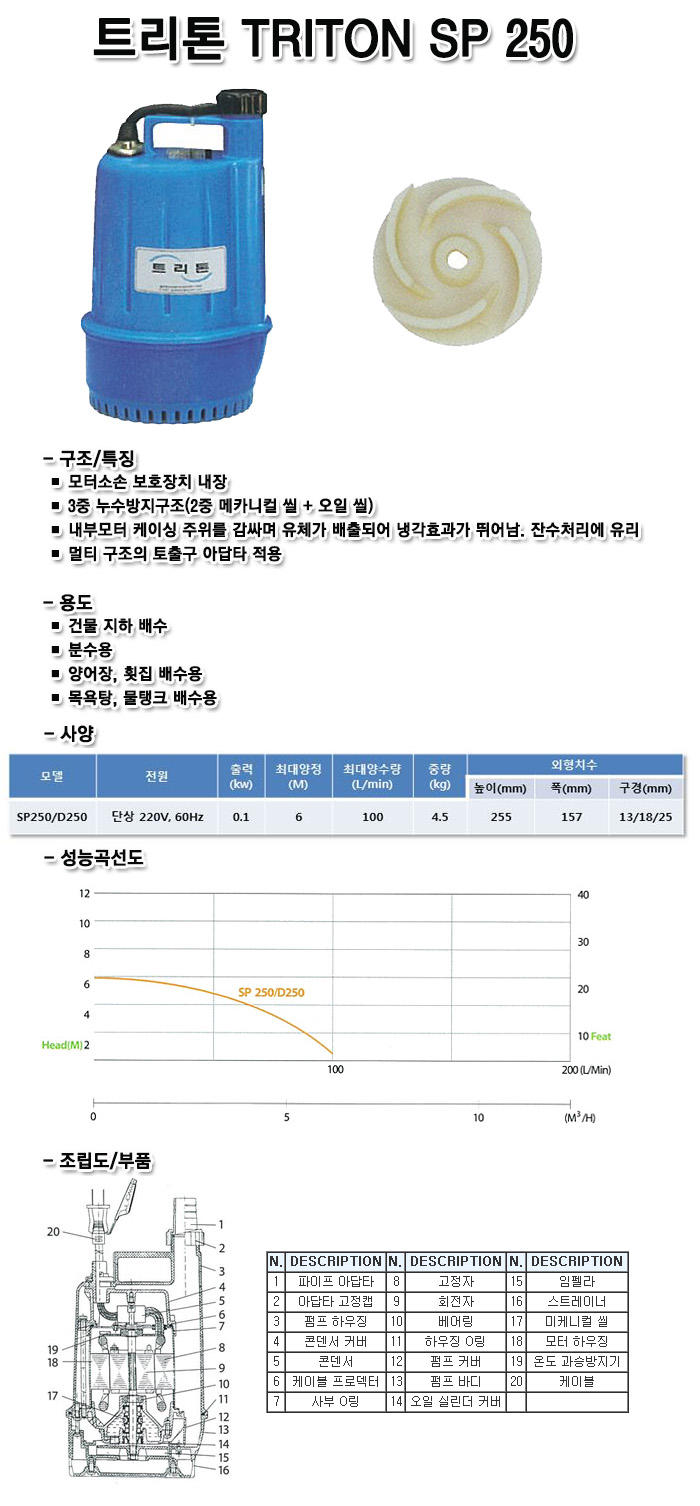 트리톤 TRITON SP 250
트리톤
- 구조/특징
■ 모터소손 보호장치 내장
■ 3중 누수방지구조(2중 메카니컬 씰 + 오일 씰)
■ 내부모터 케이싱 주위를 감싸며 유체가 배출되어 냉각효과가 뛰어남. 잔수처리에 유리
■ 멀티 구조의 토출구 아답타 적용
- 용도
■ 건물 지하 배수
■ 분수용
■ 양어장, 횟집 배수용
■ 목욕탕, 물탱크 배수용
- 사양
모델 전원 출력 (kw) 최대양정 (M) 최대양수량 (L/min) 중량 (kg) 외형치수
높이(mm) 폭(mm) 구경(mm)
SP250/D250 단상 220V, 60Hz 0.1 6 100 4.5 255 157 13/18/25
- 성능곡선도
12 40
10
30
8
6 20
SP 250/D250
4
10 Feat
Head(M) 2
100 200 (L/Min)
0 5 10 (M³/H)
- 조립도/부품
20
1
2
3
4
5
6
7
19
18
8
9
17
10
11
12
13
14
15
16
N. DESCRIPTION N. DESCRIPTION N. DESCRIPTION
1 파이프 아답타 8 고정자 15 임펠라
2 아답타 고정캡 9 회전자 16 스트레이너
3 펌프 하우징 10 베어링 17 미케니컬 씰
4 콘덴서 커버 11 하우징 O링 18 모터 하우징
5 콘덴서 12 펌프 커버 19 온도 과승방지기
6 케이블 프로덱터 13 펌프 바디 20 케이블
7 샤부 O링 14 오일 실린더 커버